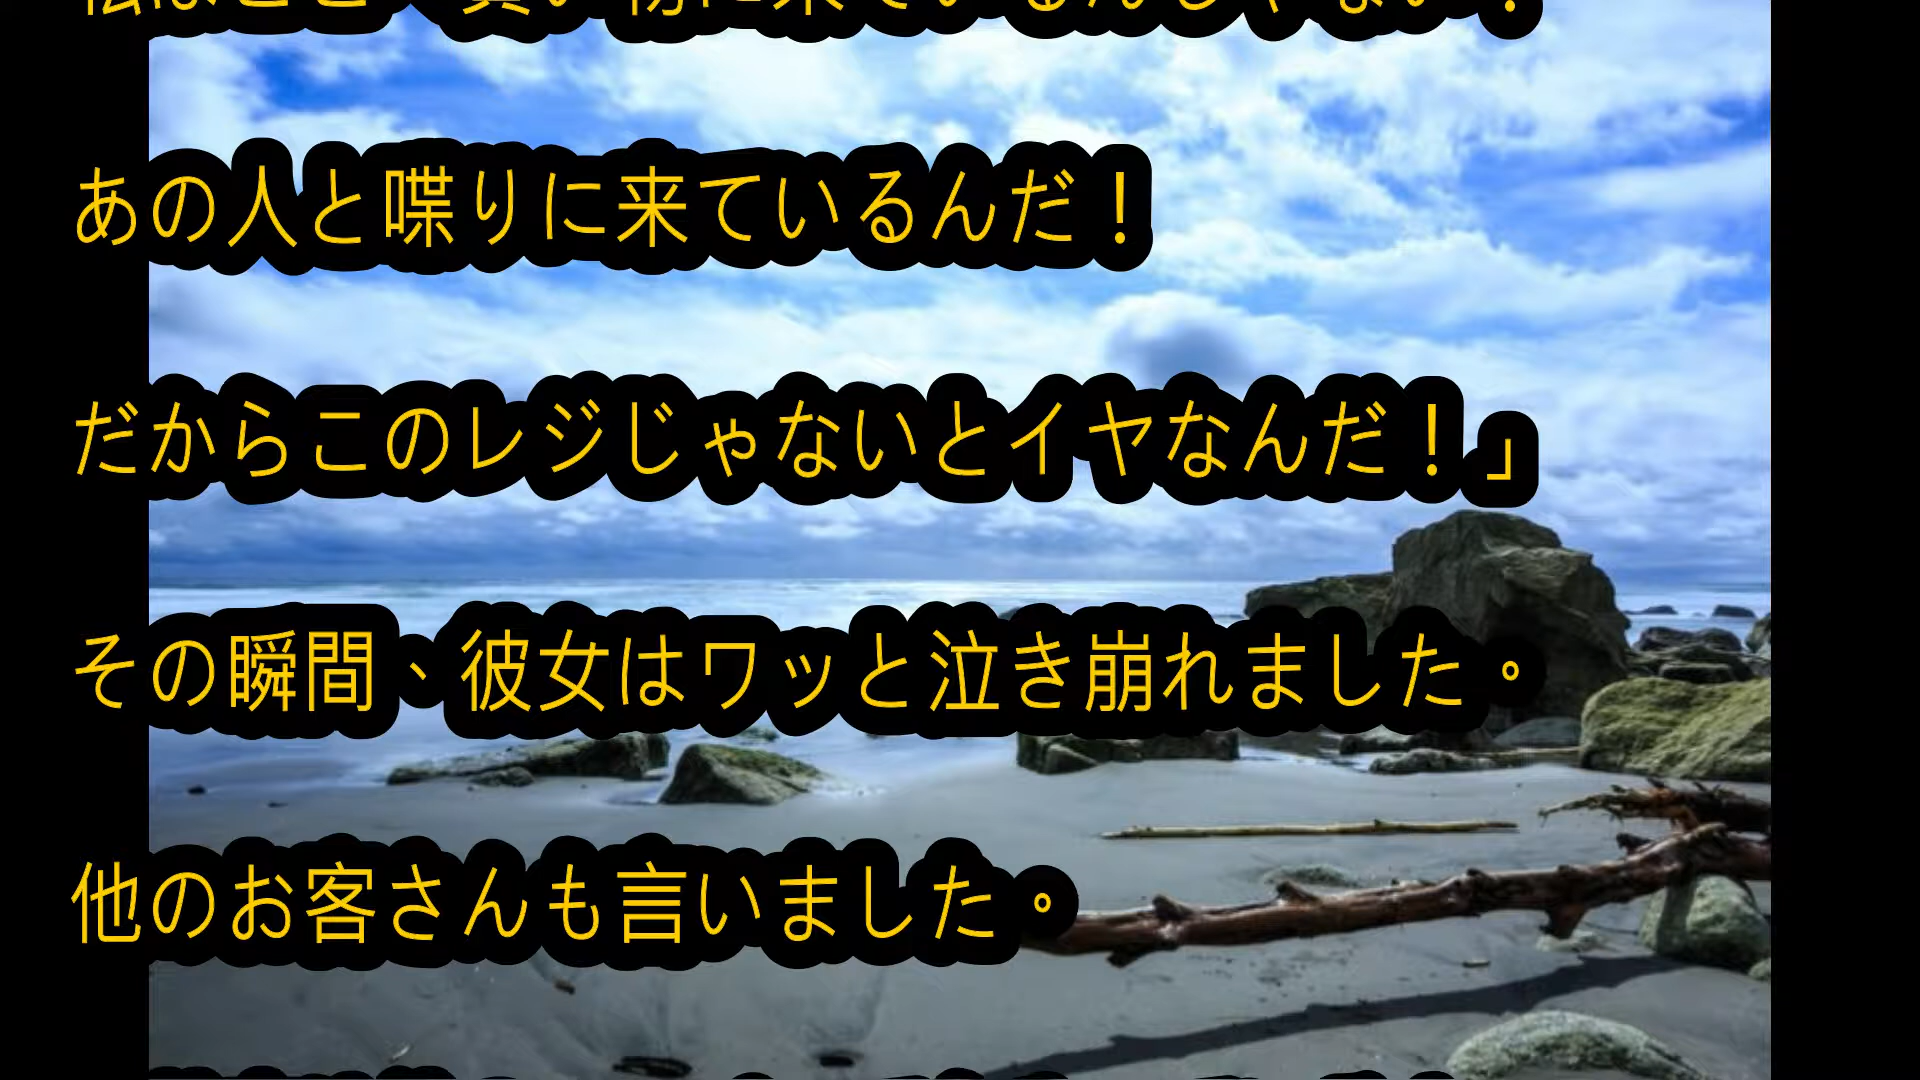 あの人と喋りに来ているんだ！
だからこのレジじゃないとイヤなんだ！」
その瞬間、彼女はワッと泣き崩れました。
他のお客さんも言いました。